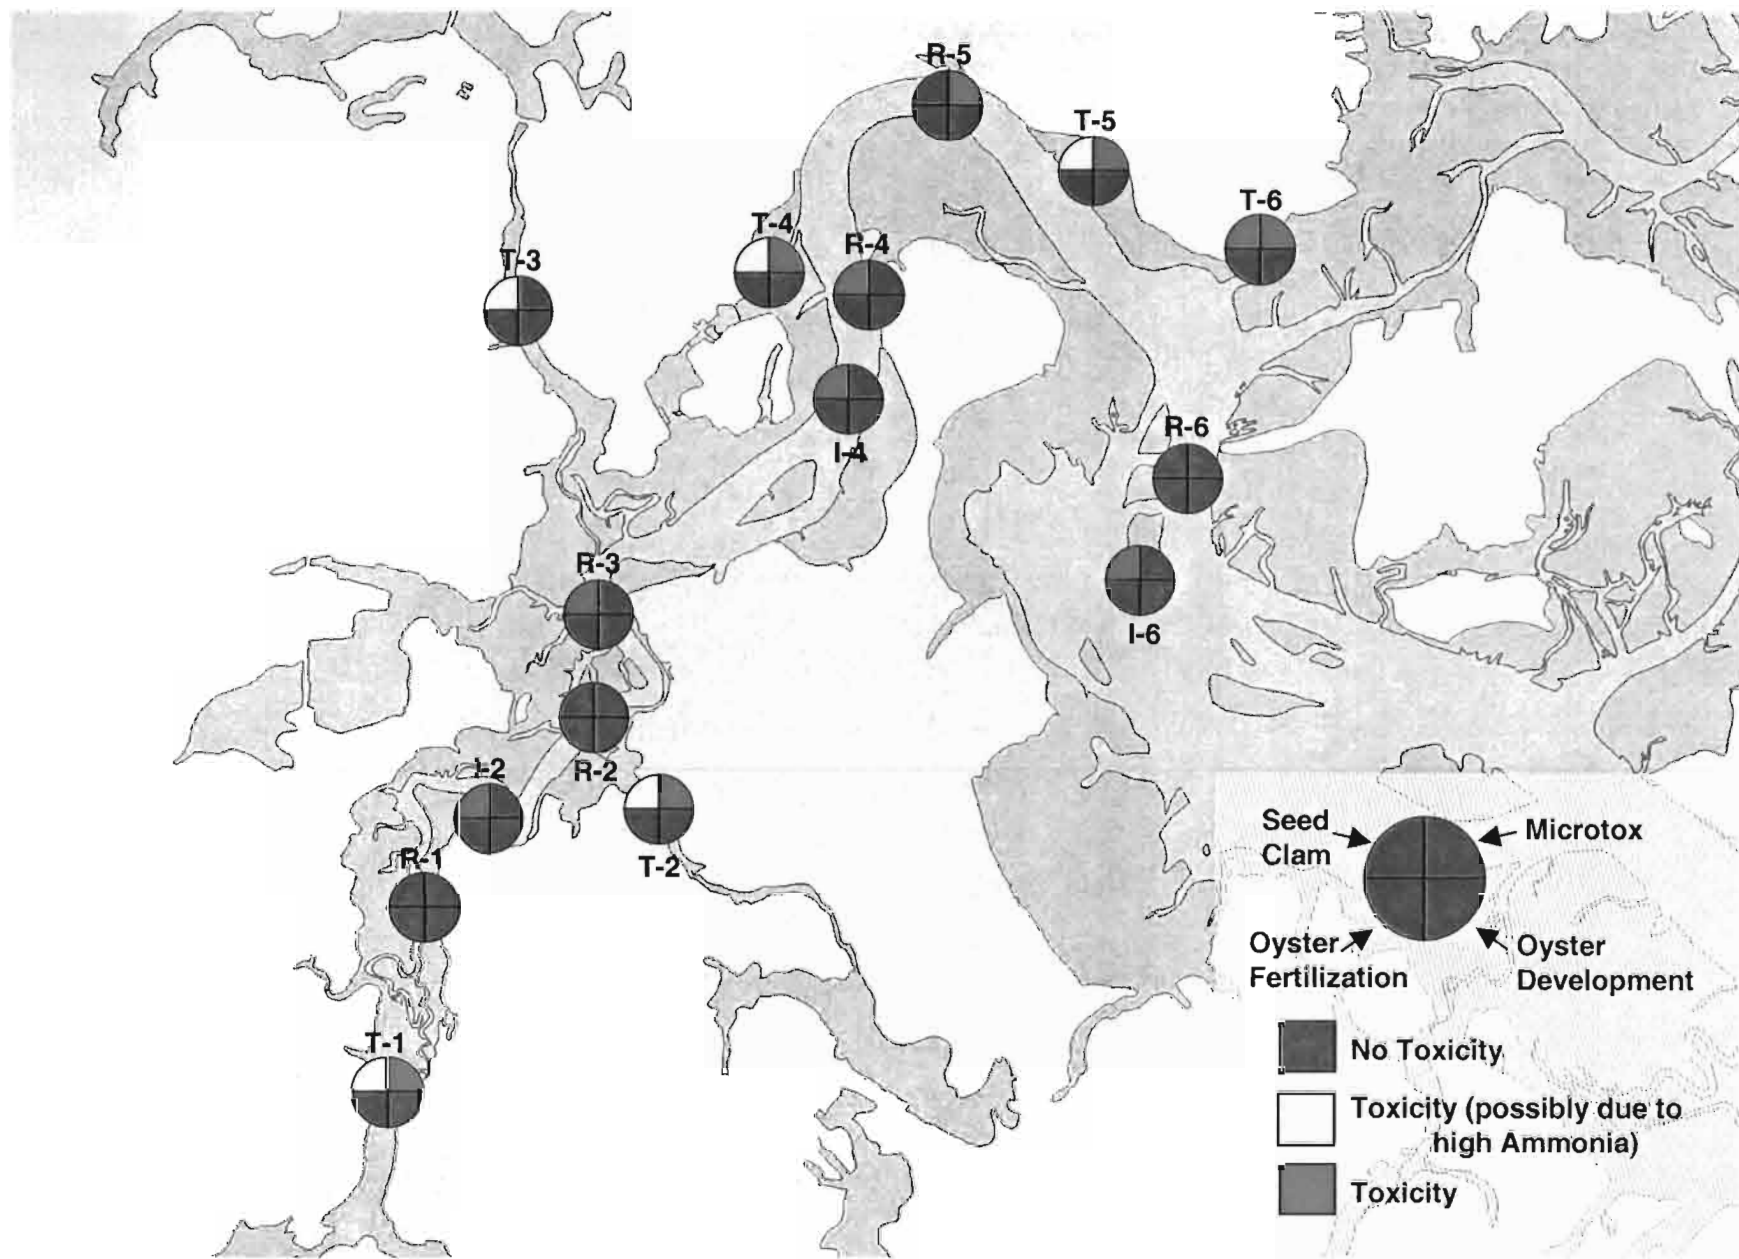 R-5
T-5
T-6
T-4
R-4
T-3
I-4
R-6
R-3
I-6
R-2
I-2
T-2
R-1
T-1
Seed
Clam
Microtox
Oyster
Fertilization
Oyster
Development
No Toxicity
Toxicity (possibly due to
high Ammonia)
Toxicity